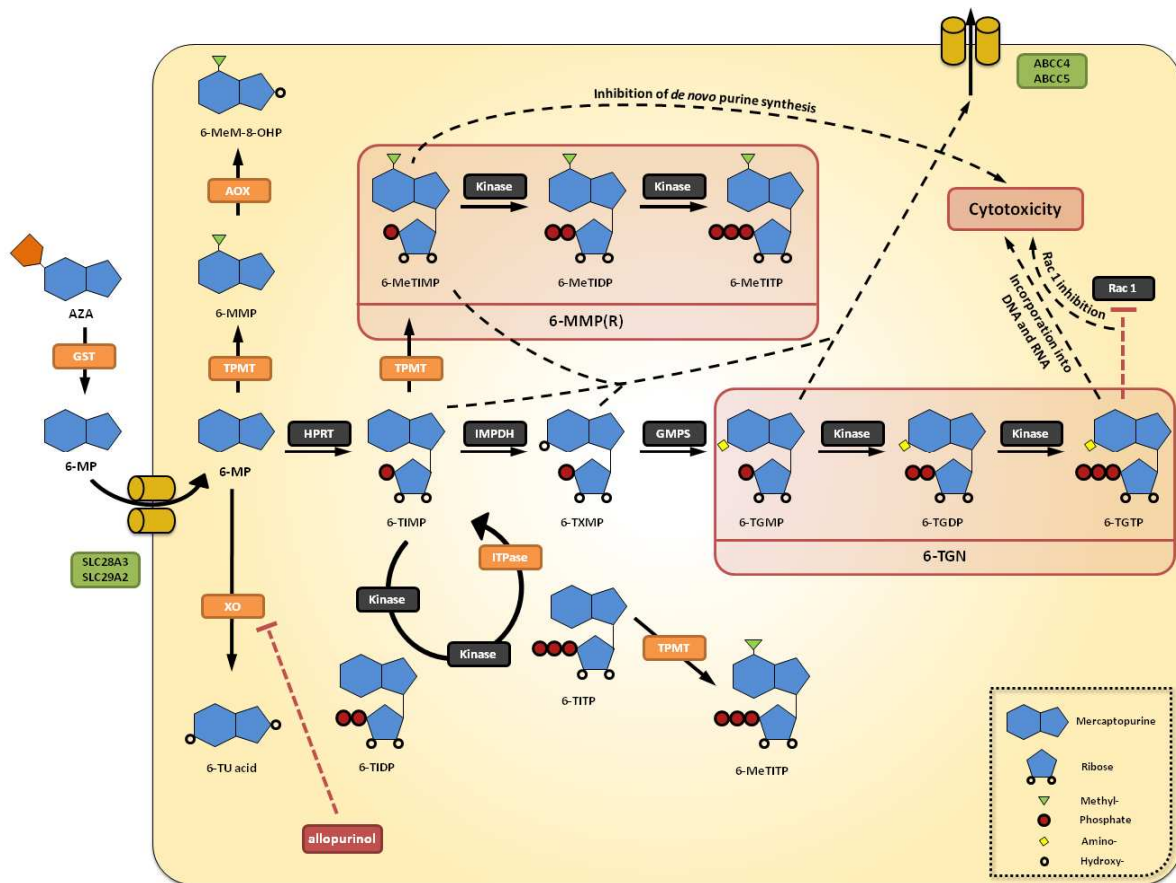 ABCC4
ABCC5
Inhibition of de novo purine synthesis
6-MeM-8-OHP
AOX
Kinase
Kinase
Cytotoxicity
AZA
6-MMP
6-MeTIMP
6-MeTIDP
6-MeTITP
Rac 1 inhibition
Rac 1
Incorporation into
DNA and RNA
6-MMP(R)
GST
TPMT
TPMT
HPRT
IMPDH
GMPS
Kinase
Kinase
6-MP
6-MP
6-TIMP
6-TXMP
6-TGMP
6-TGDP
6-TGTP
6-TGN
SLC28A3
SLC29A2
ITPase
Kinase
XO
Kinase
TPMT
6-TITP
6-TU acid
6-TIDP
6-MeTITP
allopurinol
Mercaptopurine
Ribose
Methyl-
Phosphate
Amino-
Hydroxy-